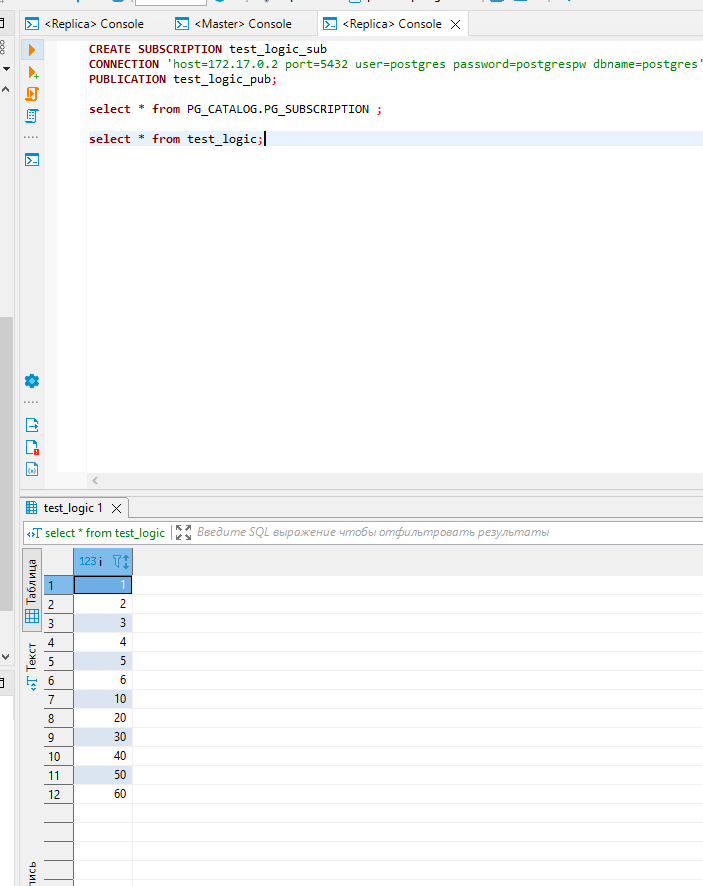 <Replica> Console
<Master> Console
<Replica> Console
CREATE SUBSCRIPTION test_logic_sub
CONNECTION 'host=172.17.0.2 port=5432 user=postgres password=postgrespw dbname=postgres'
PUBLICATION test_logic_pub;
select * from PG_CATALOG.PG_SUBSCRIPTION ;
select * from test_logic;
test_logic 1
select * from test_logic
Введите SQL выражение чтобы отфильтровать результаты
Таблица
Текст
123 i
1 1
2 2
3 3
4 4
5 5
6 6
7 10
8 20
9 30
10 40
11 50
12 60